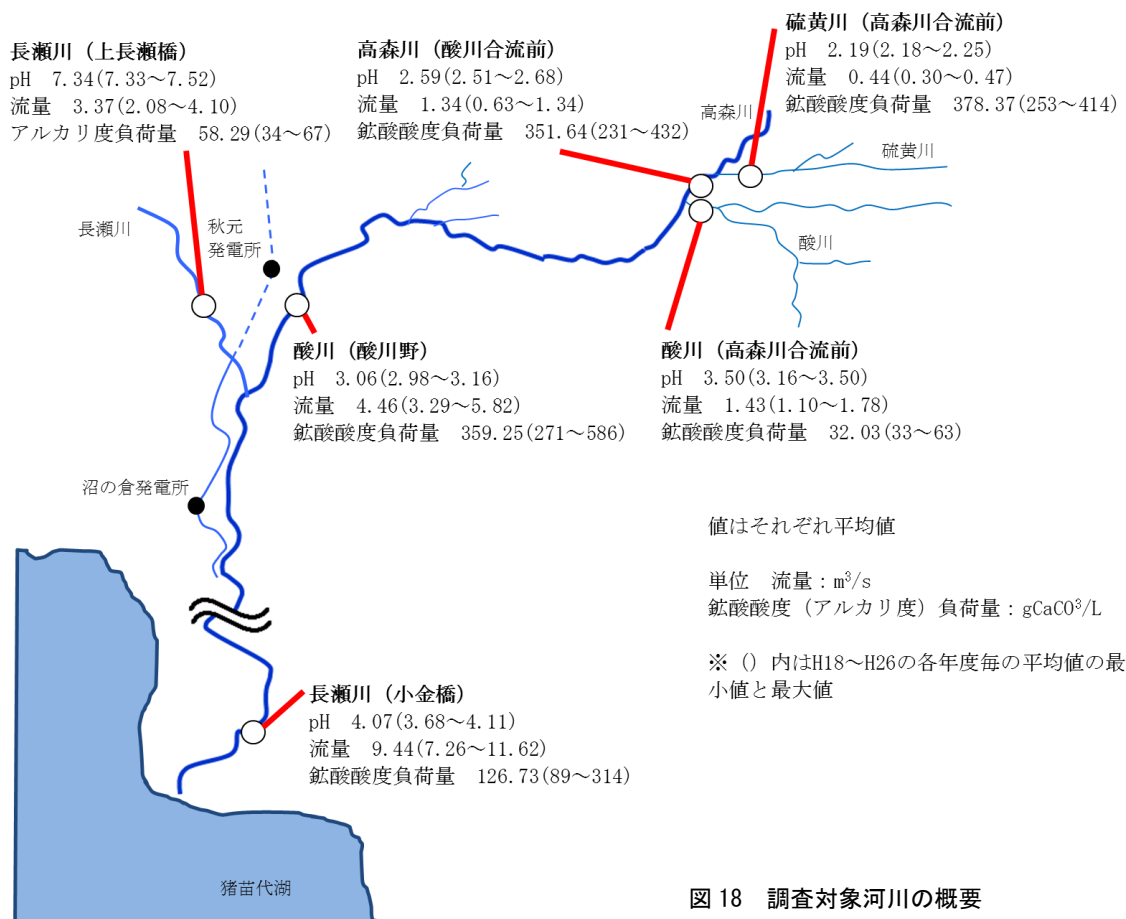 長瀬川（上長瀬橋）
pH 7.34(7.33～7.52)
流量 3.37(2.08～4.10)
アルカリ度負荷量 58.29(34～67)
高森川（酸川合流前）
pH 2.59(2.51～2.68)
流量 1.34(0.63～1.34)
鉱酸酸度負荷量 351.64(231～432)
硫黄川（高森川合流前）
pH 2.19(2.18～2.25)
流量 0.44(0.30～0.47)
鉱酸酸度負荷量 378.37(253～414)
高森川
硫黄川
長瀬川
秋元
発電所
酸川
酸川（酸川野）
pH 3.06(2.98～3.16)
流量 4.46(3.29～5.82)
鉱酸酸度負荷量 359.25(271～586)
酸川（高森川合流前）
pH 3.50(3.16～3.50)
流量 1.43(1.10～1.78)
鉱酸酸度負荷量 32.03(33～63)
沼の倉発電所
値はそれぞれ平均値
単位 流量：m³/s
鉱酸酸度（アルカリ度）負荷量：gCaCO³/L
※（）内はH18～H26の各年度毎の平均値の最
小値と最大値
長瀬川（小金橋）
pH 4.07(3.68～4.11)
流量 9.44(7.26～11.62)
鉱酸酸度負荷量 126.73(89～314)
猪苗代湖
図 18 調査対象河川の概要